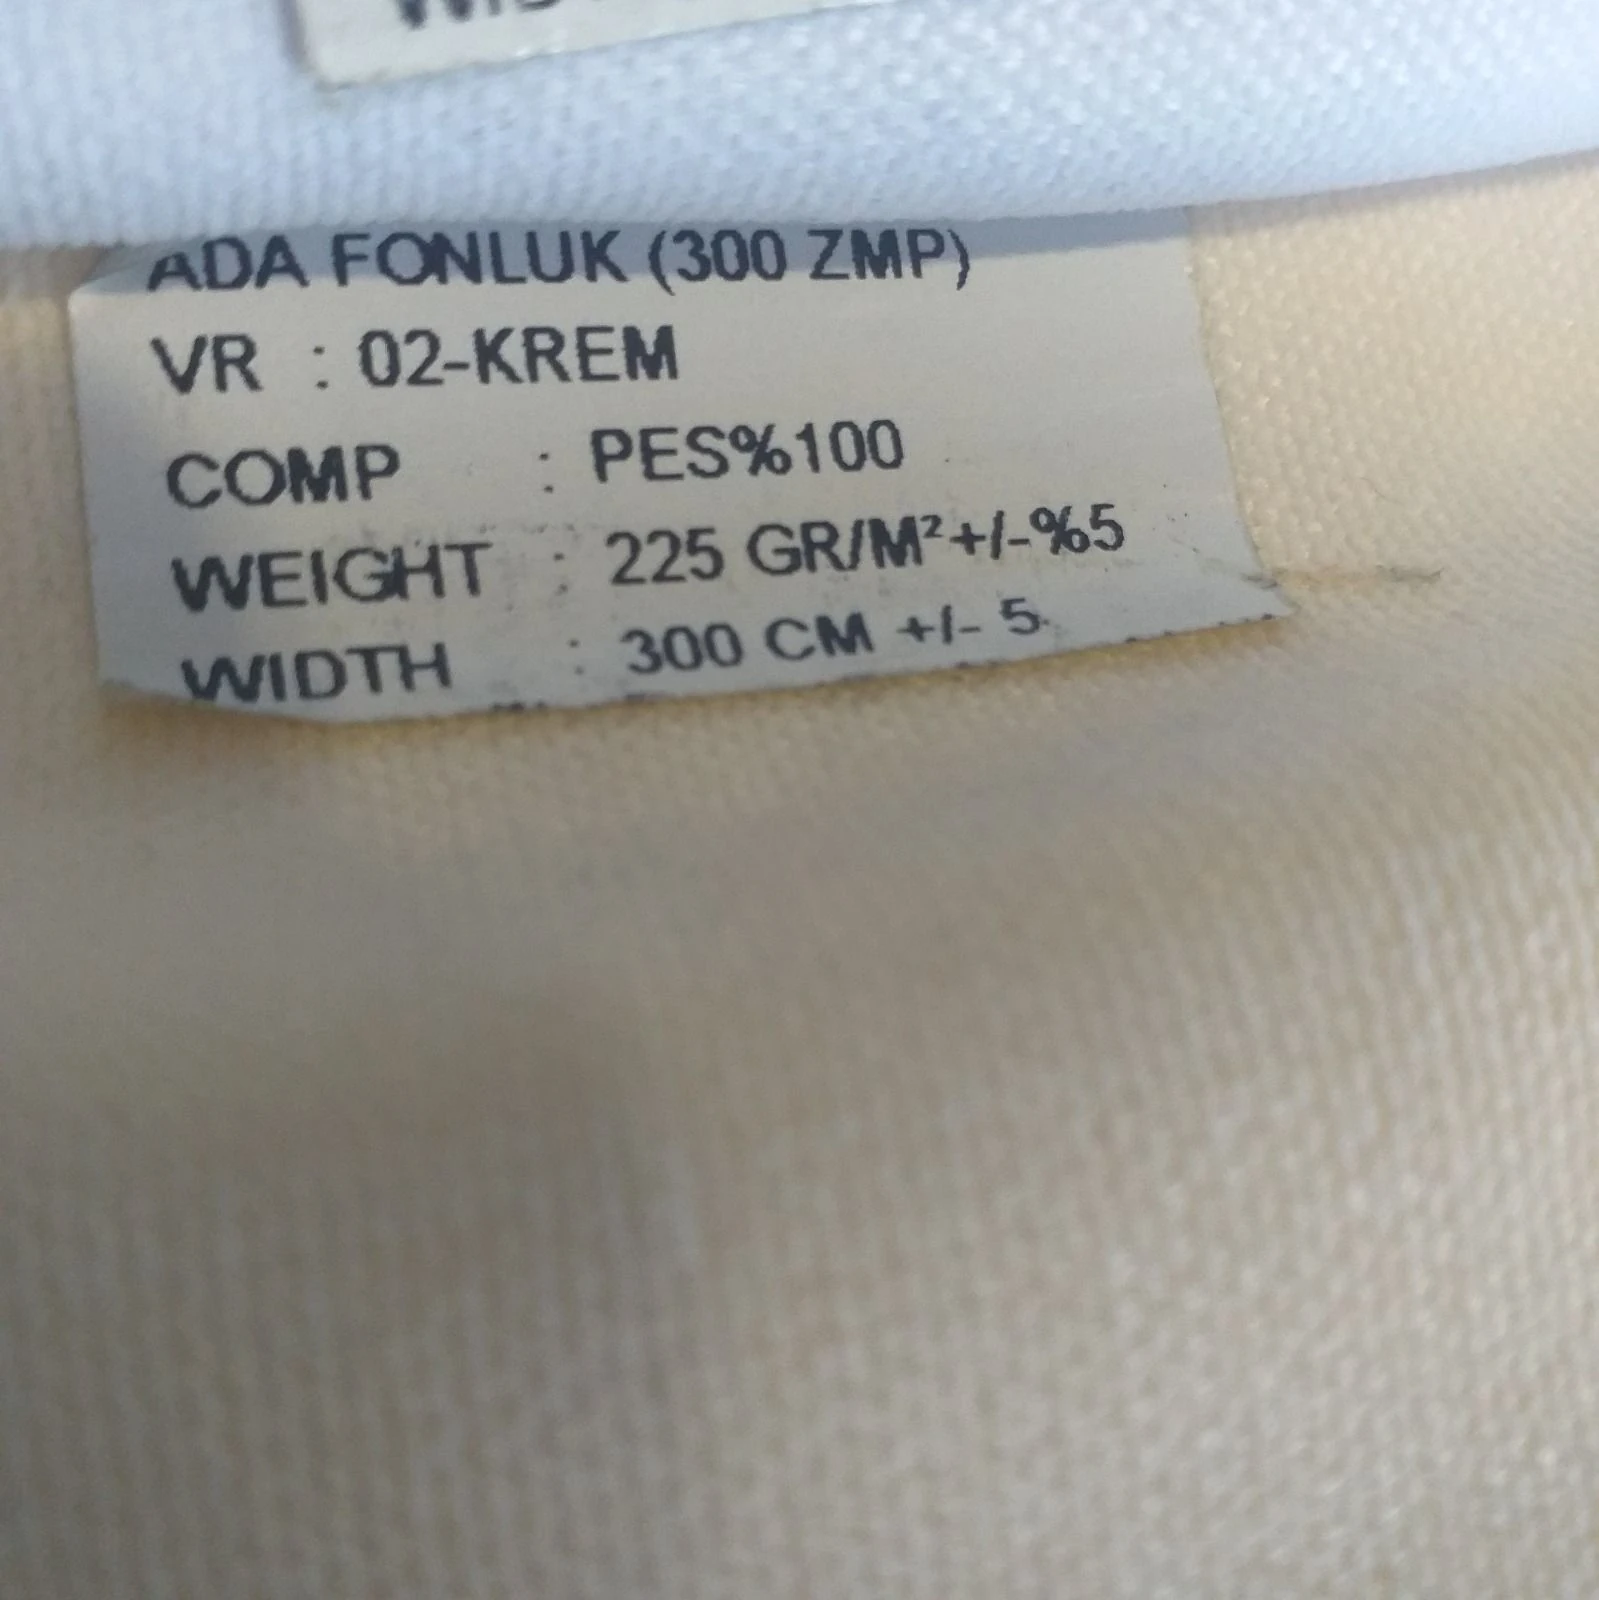 ADA FONLUK (300 ZMP)
VR : 02-KREM
COMP : PES%100
WEIGHT : 225 GR/M²+/-%5
WIDTH : 300 CM +/- 5